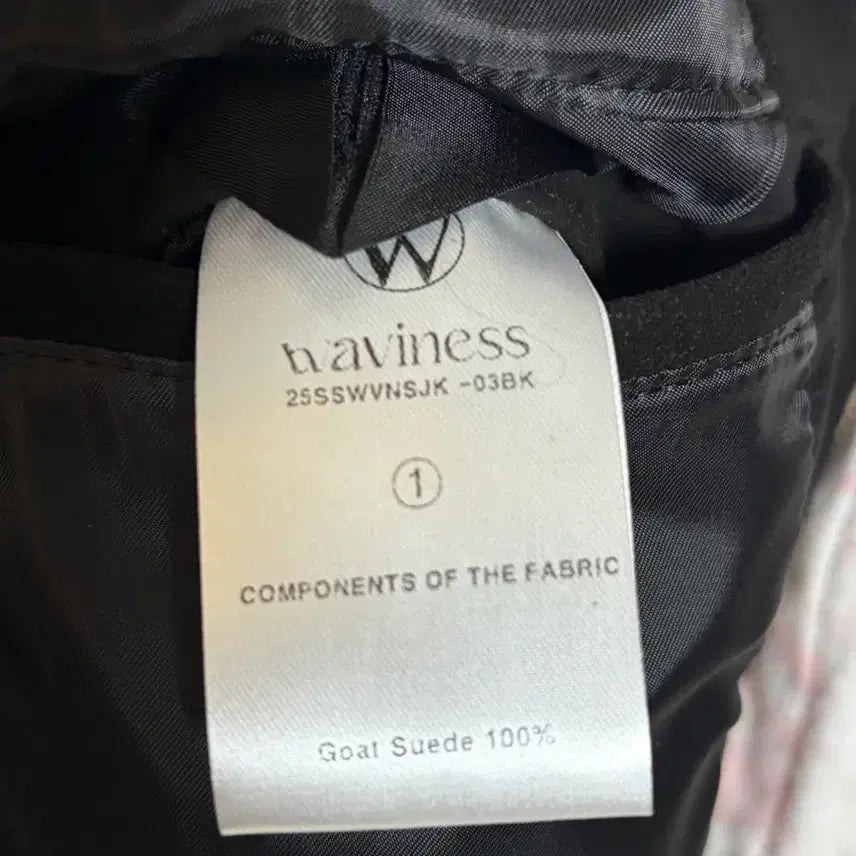 W
waviness
25SSWVNSJK -03BK
1
COMPONENTS OF THE FABRIC
Goat Suede 100%